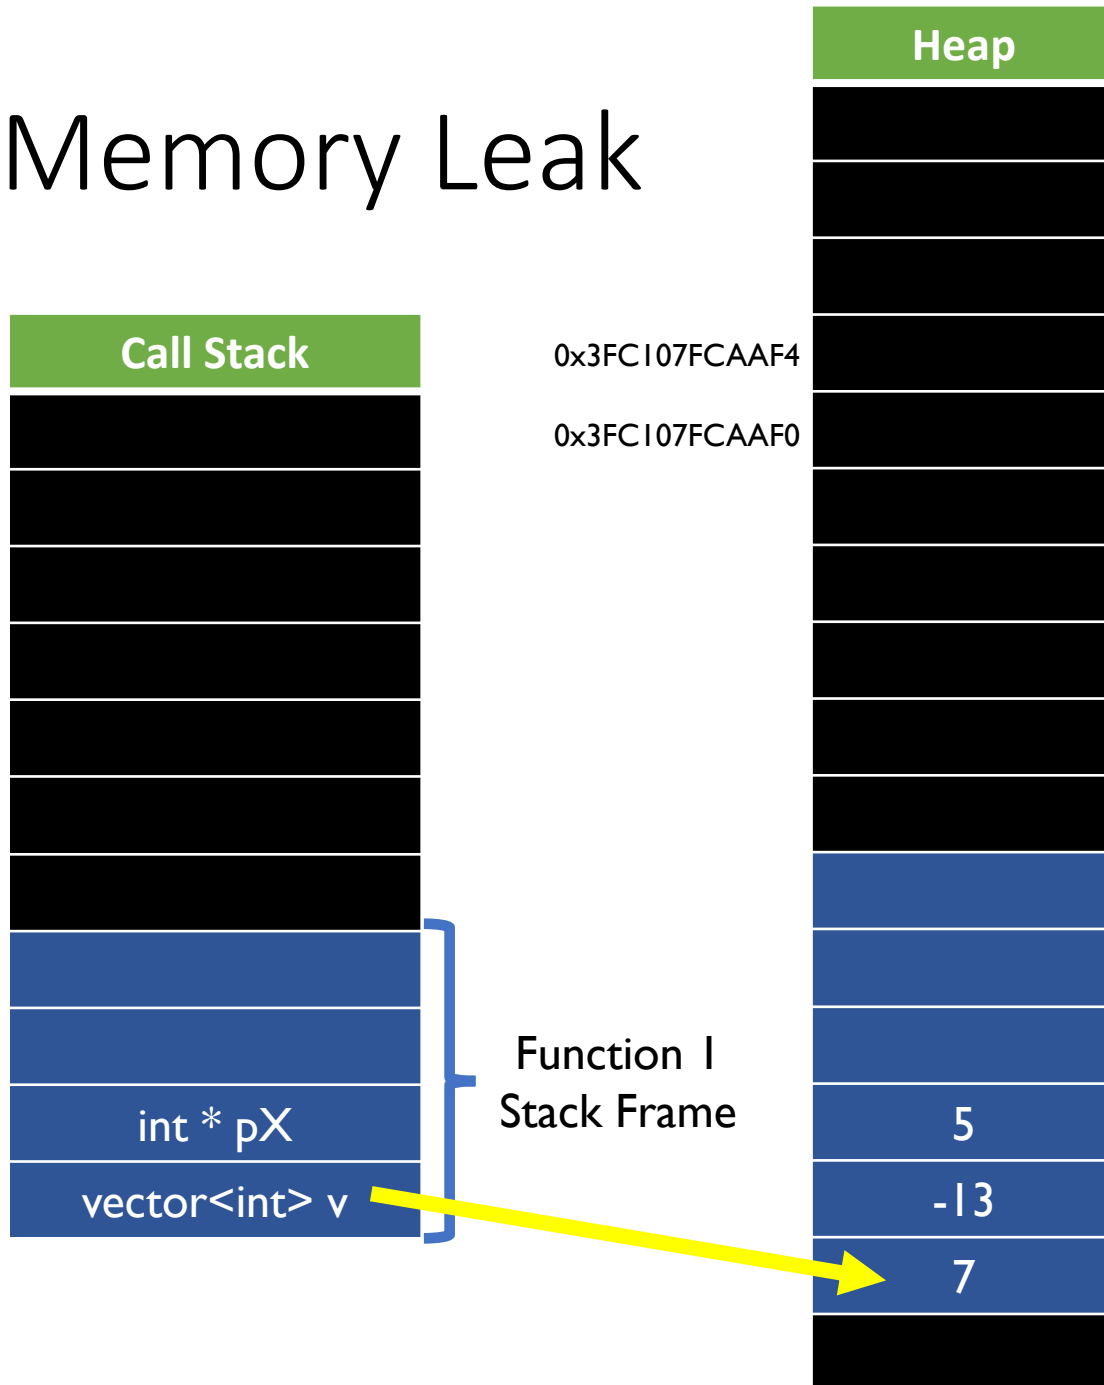 Memory Leak
Heap
Call Stack
0x3FC107FCAAF4
0x3FC107FCAAF0
Function 1
Stack Frame
int * pX
vector<int> v
5
-13
7